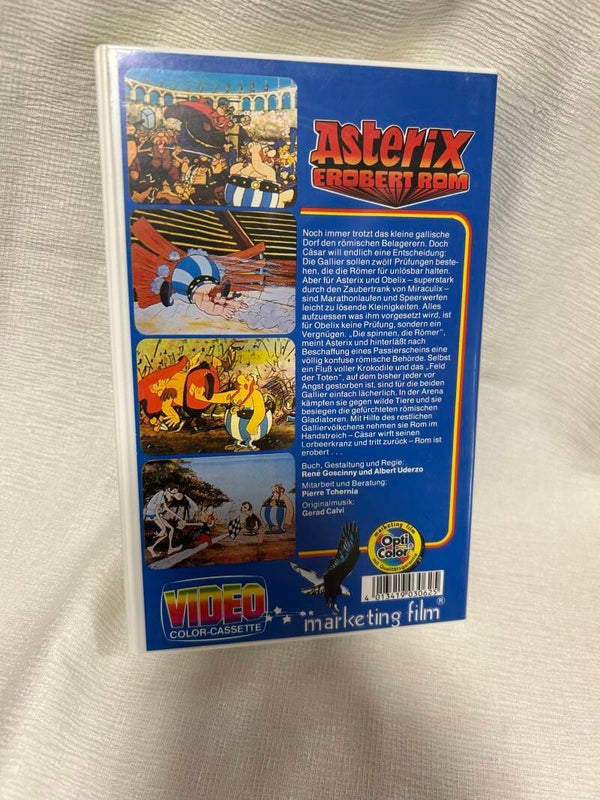 Asterix
EROBERT ROM
Noch immer trotzt das kleine gallische
Dorf den römischen Belagerern. Doch
Cäsar will endlich eine Entscheidung:
Die Gallier sollen zwölf Prüfungen beste-
hen, die die Römer für unlösbar halten.
Aber für Asterix und Obelix – superstark
durch den Zaubertrank von Miraculix –
sind Marathonlaufen und Speerwerfen
leicht zu lösende Kleinigkeiten. Alles
aufzuessen was ihm vorgesetzt wird, ist
für Obelix keine Prüfung, sondern ein
Vergnügen. „Die spinnen, die Römer“,
meint Asterix und hinterläßt nach
Beschaffung eines Passierscheins eine
völlig konfuse römische Behörde. Selbst
ein Fluß voller Krokodile und das „Feld
der Toten“, auf dem bisher jeder vor
Angst gestorben ist, sind für die beiden
Gallier einfach lächerlich. In der Arena
kämpfen sie gegen wilde Tiere und sie
besiegen die gefürchteten römischen
Gladiatoren. Mit Hilfe des restlichen
Galliervölkchens nehmen sie Rom im
Handstreich – Cäsar wirft seinen
Lorbeerkranz und tritt zurück – Rom ist
erobert . . .
Buch, Gestaltung und Regie:
René Goscinny und Albert Uderzo
Mitarbeit und Beratung:
Pierre Tchernia
Originalmusik:
Gerad Calvi
marketing film
Opti
Color
mit Qualitätsgarantie
4 013419 030625
VIDEO
COLOR-CASSETTE
marketing film ®